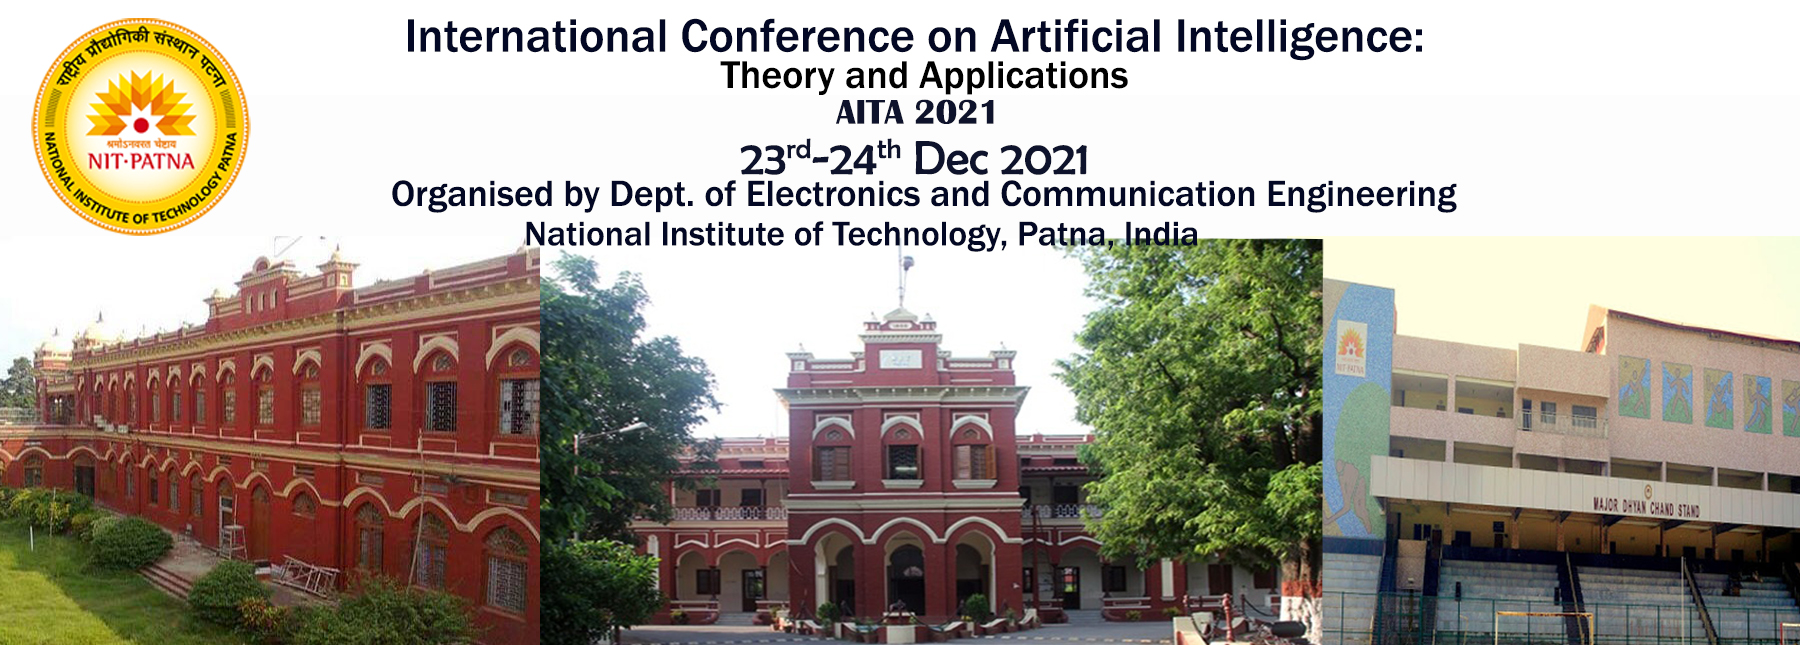 International Conference on Artificial Intelligence:
Theory and Applications
AITA 2021
23rd-24th Dec 2021
Organised by Dept. of Electronics and Communication Engineering
National Institute of Technology, Patna, India
राष्ट्रीय प्रौद्योगिकी संस्थान पटना
श्रमोऽनवरत चेष्टाय
NIT-PATNA
NATIONAL INSTITUTE OF TECHNOLOGY PATNA
NIT-PATNA
MAJOR DHYAN CHAND STAND